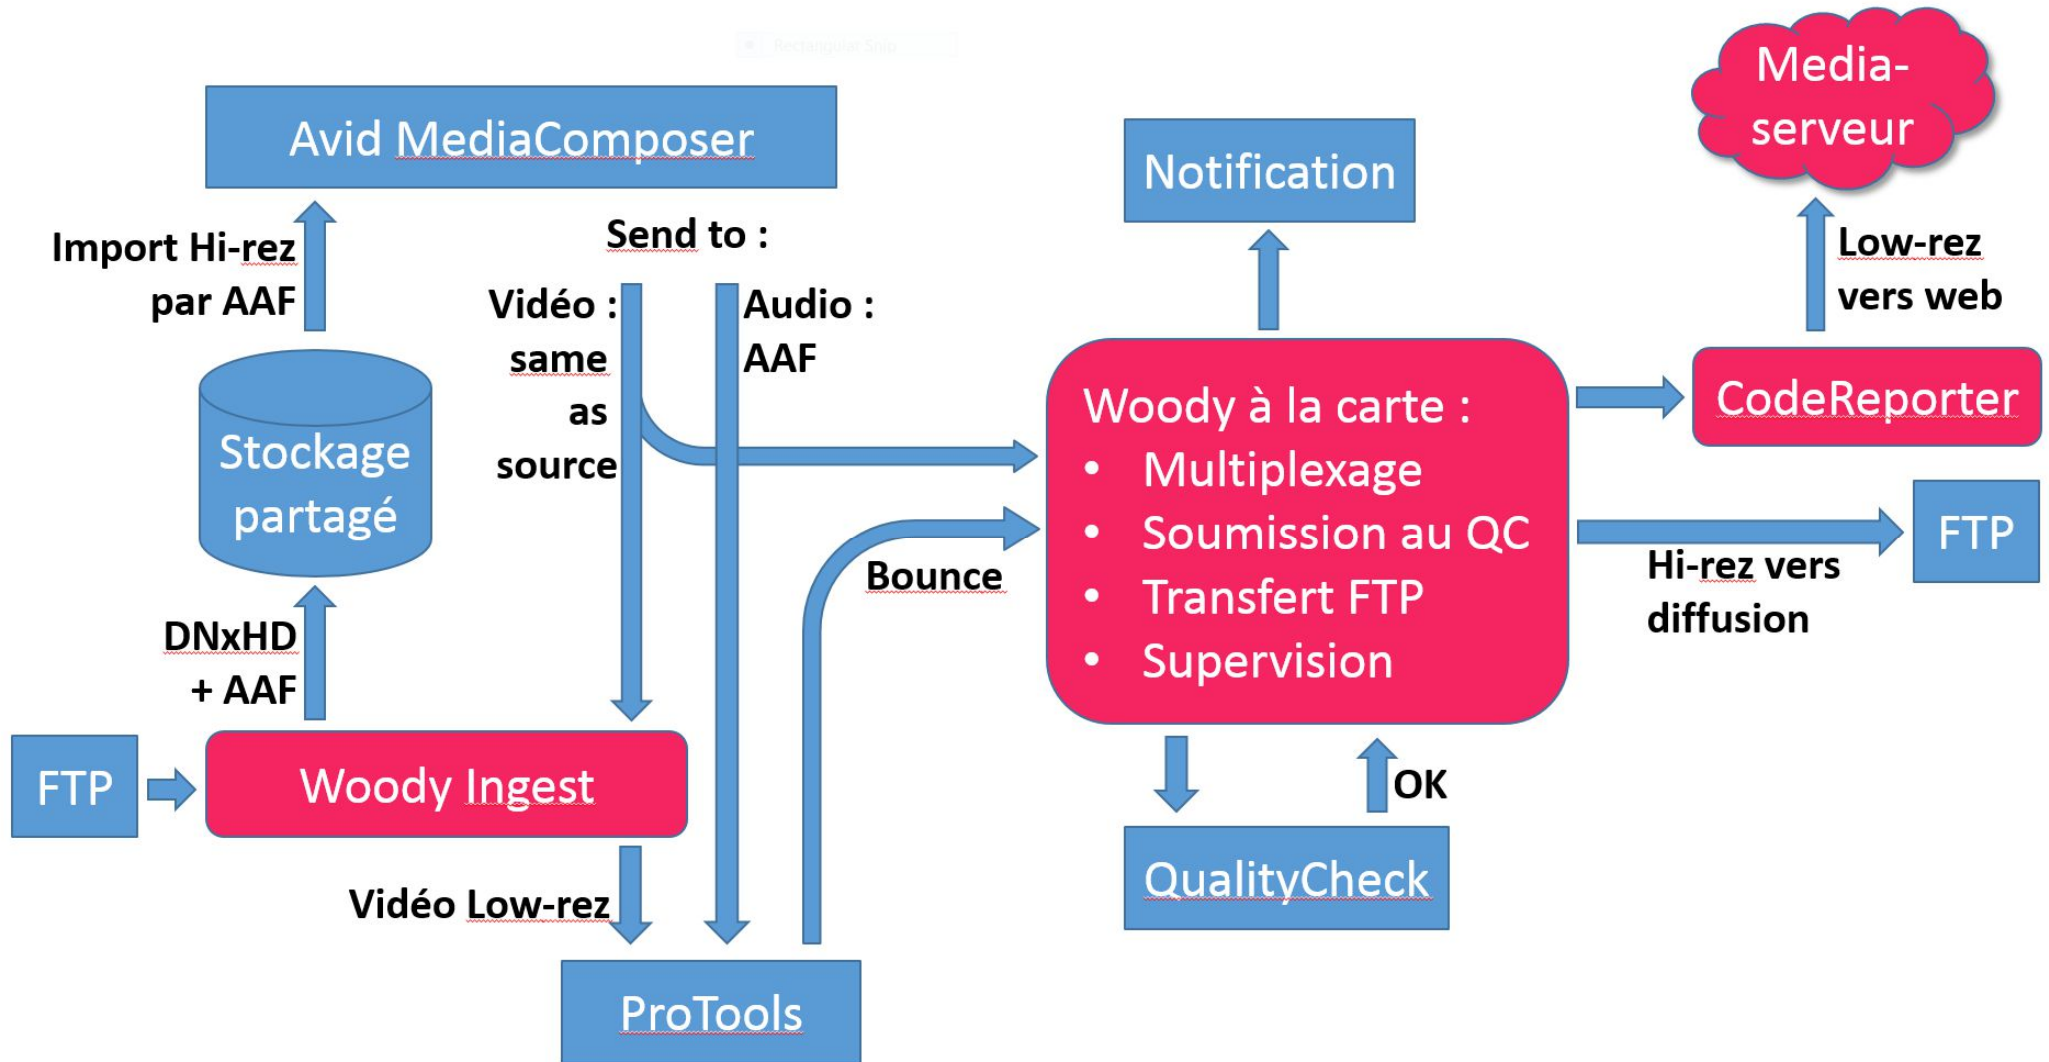 Rectangular Snip
Avid MediaComposer
Import Hi-rez
par AAF
Send to :
Vidéo :
same
as
source
Audio :
AAF
Stockage
partagé
DNxHD
+ AAF
FTP
Woody Ingest
Vidéo Low-rez
ProTools
Bounce
Notification
Woody à la carte :
• Multiplexage
• Soumission au QC
• Transfert FTP
• Supervision
OK
QualityCheck
Media-
serveur
Low-rez
vers web
CodeReporter
FTP
Hi-rez vers
diffusion